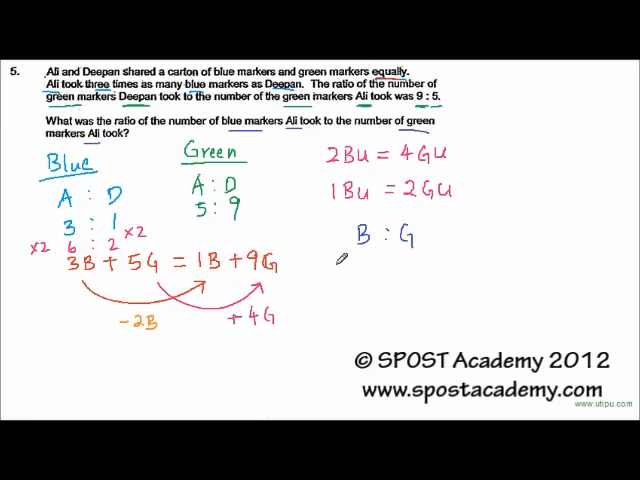 5. Ali and Deepan shared a carton of blue markers and green markers equally.
Ali took three times as many blue markers as Deepan. The ratio of the number of
green markers Deepan took to the number of the green markers Ali took was 9 : 5.
What was the ratio of the number of blue markers Ali took to the number of green
markers Ali took?
Blue
A : D
3 : 1
×2 6 : 2 ×2
Green
A : D
5 : 9
3B + 5G = 1B + 9G
-2B
+4G
2Bu = 4Gu
1Bu = 2Gu
B : G
© SPOST Academy 2012
www.spostacademy.com
www.utipu.com